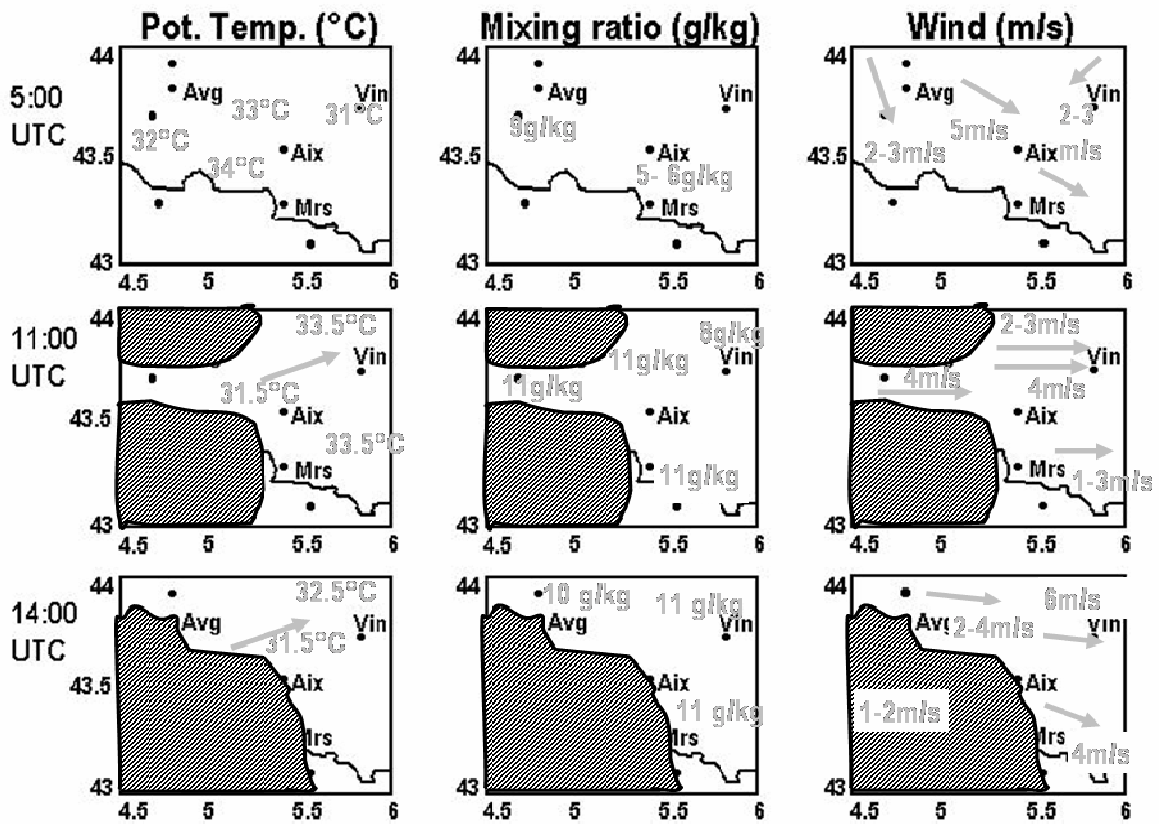 Pot. Temp. (°C) Mixing ratio (g/kg) Wind (m/s)
5:00
UTC
44
43.5
43
Avg
33°C
Vin
31°C
32°C
34°C
Aix
Mrs
4.5 5 5.5 6
44
43.5
43
Avg
Vin
9g/kg
Aix
5- 6g/kg
Mrs
4.5 5 5.5 6
44
43.5
43
Avg
Vin
2-3
m/s
5m/s
2-3m/s
Aix
Mrs
4.5 5 5.5 6
11:00
UTC
44
43.5
43
33.5°C
Vin
31.5°C
Aix
33.5°C
Mrs
4.5 5 5.5 6
44
43.5
43
8g/kg
Vin
11g/kg
11g/kg
Aix
Mrs
11g/kg
4.5 5 5.5 6
44
43.5
43
2-3m/s
Vin
4m/s
4m/s
Aix
Mrs
1-3m/s
4.5 5 5.5 6
14:00
UTC
44
43.5
43
32.5°C
Avg
Vin
31.5°C
Aix
Mrs
4.5 5 5.5 6
44
43.5
43
10 g/kg
11 g/kg
Avg
Vin
Aix
11 g/kg
Mrs
4.5 5 5.5 6
44
43.5
43
6m/s
Avg
Vin
2-4m/s
Aix
1-2m/s
Mrs
4m/s
4.5 5 5.5 6